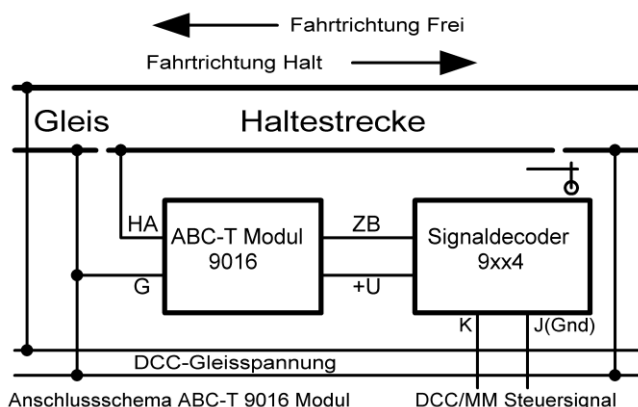 Fahrtrichtung Frei
Fahrtrichtung Halt
Gleis
Haltestrecke
HA
ABC-T Modul
9016
G
ZB
+U
Signaldecoder
9xx4
K
J(Gnd)
DCC-Gleisspannung
Anschlussschema ABC-T 9016 Modul
DCC/MM Steuersignal